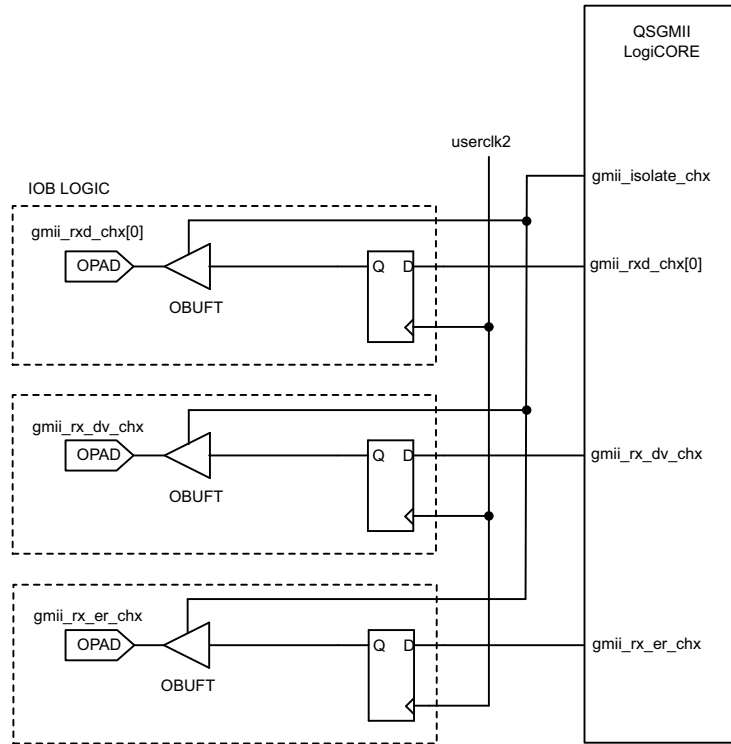 QSGMII
LogiCORE
userclk2
gmii_isolate_chx
IOB LOGIC
gmii_rxd_chx[0]
OPAD
OBUFT
Q D
gmii_rxd_chx[0]
gmii_rx_dv_chx
OPAD
OBUFT
Q D
gmii_rx_dv_chx
gmii_rx_er_chx
OPAD
OBUFT
Q D
gmii_rx_er_chx